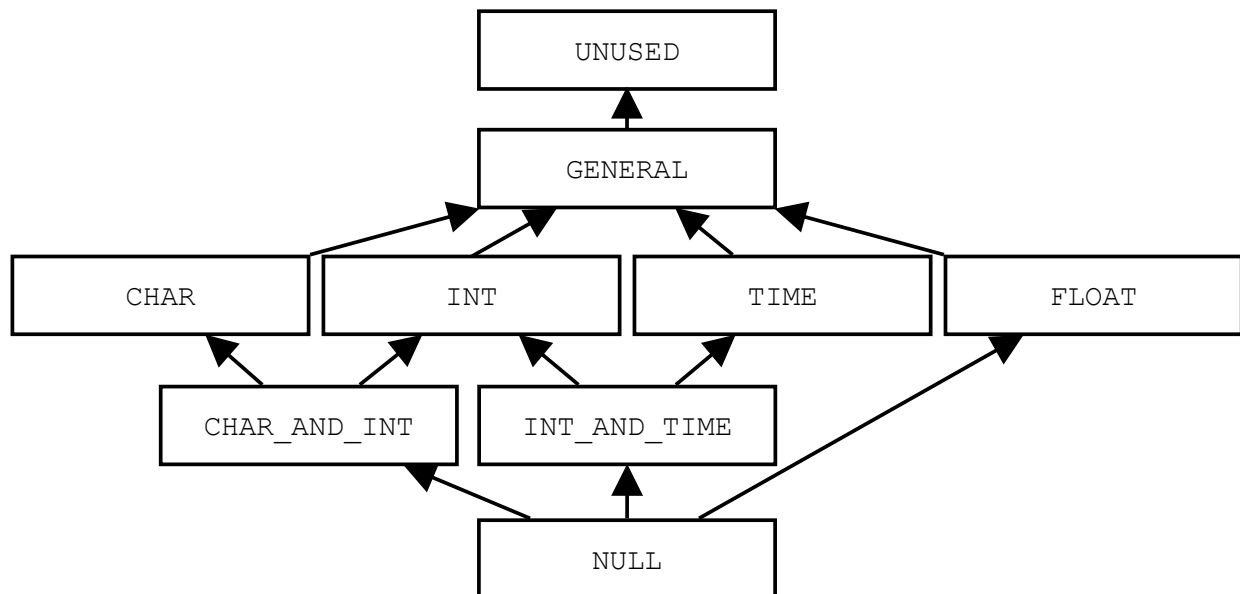 UNUSED
GENERAL
CHAR
INT
TIME
FLOAT
CHAR_AND_INT
INT_AND_TIME
NULL